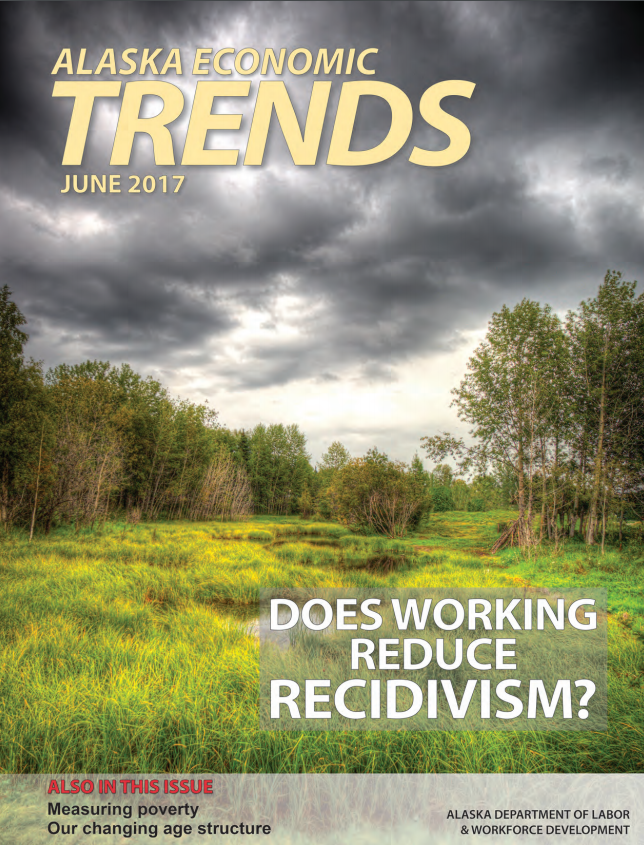 ALASKA ECONOMIC
TRENDS
JUNE 2017
DOES WORKING
REDUCE
RECIDIVISM?
ALSO IN THIS ISSUE
Measuring poverty
Our changing age structure
ALASKA DEPARTMENT OF LABOR
& WORKFORCE DEVELOPMENT